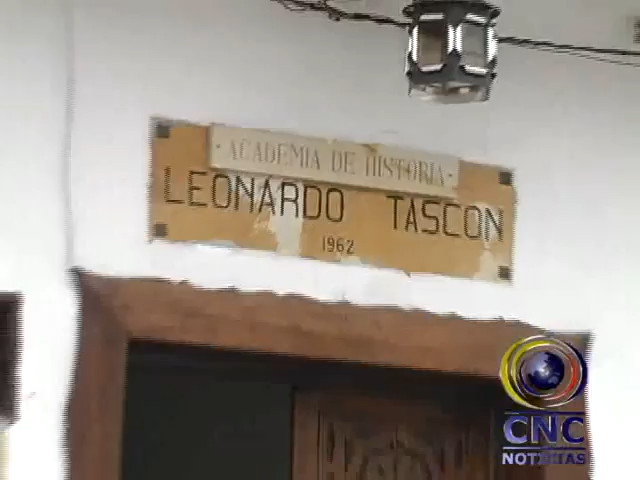 · ACADEMIA DE HISTORIA ·
LEONARDO TASCON
1962
CNC
NOTICIAS